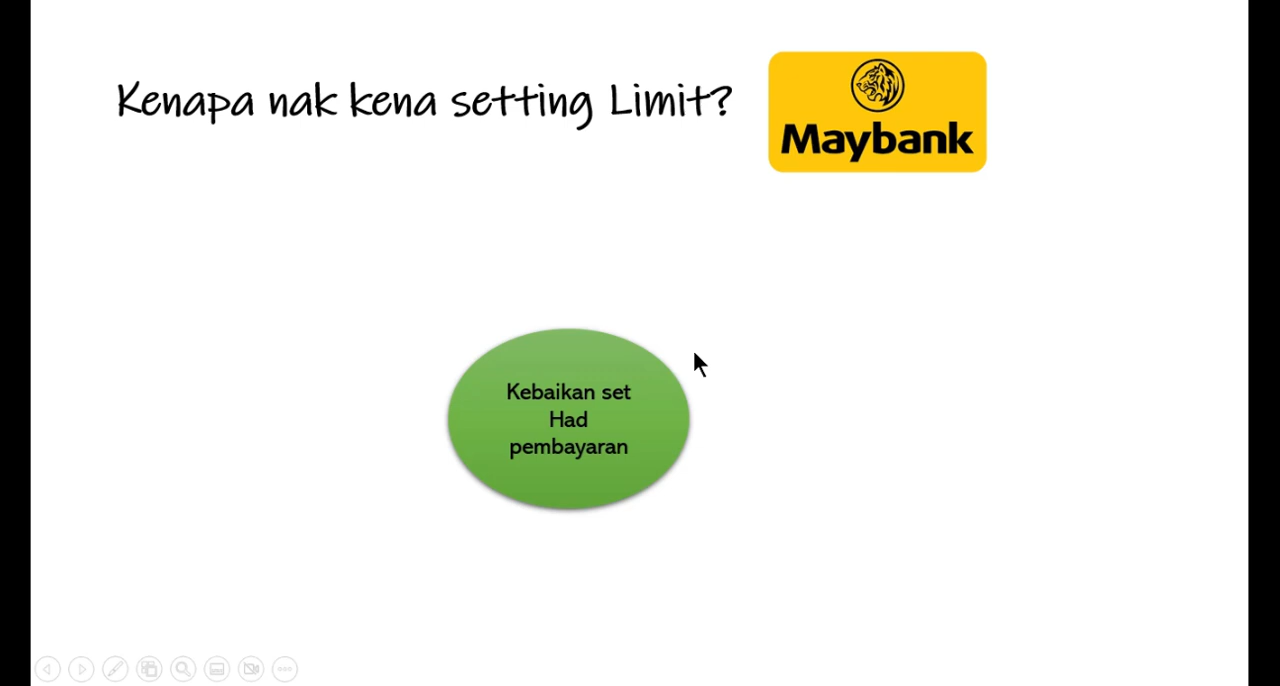 Kenapa nak kena setting Limit?
Maybank
Kebaikan set
Had
pembayaran